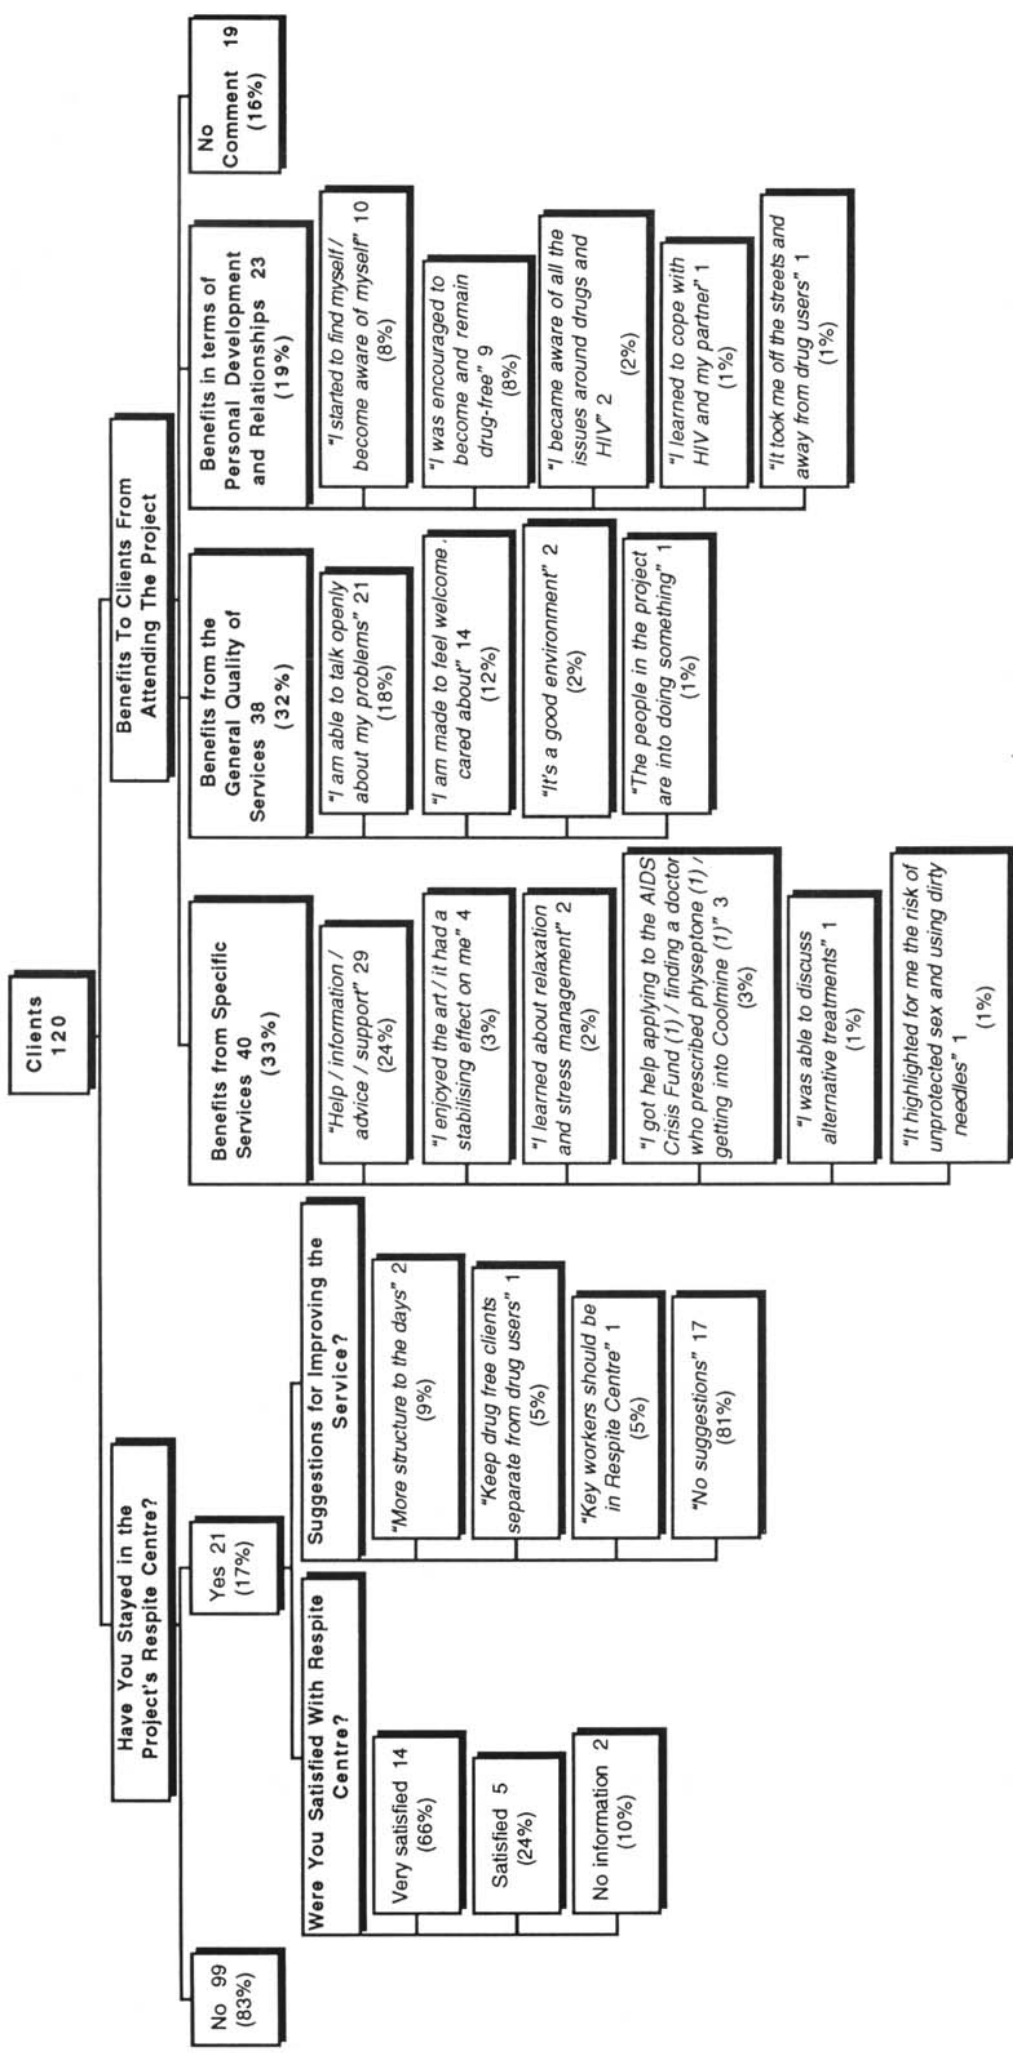 Clients
120
Have You Stayed in the
Project's Respite Centre?
No 99
(83%)
Yes 21
(17%)
Were You Satisfied With Respite
Centre?
Very satisfied 14
(66%)
Satisfied 5
(24%)
No information 2
(10%)
Suggestions for Improving the
Service?
"More structure to the days" 2
(9%)
"Keep drug free clients
separate from drug users" 1
(5%)
"Key workers should be
in Respite Centre" 1
(5%)
"No suggestions" 17
(81%)
Benefits To Clients From
Attending The Project
Benefits from Specific
Services 40
(33%)
"Help / information /
advice / support" 29
(24%)
"I enjoyed the art / it had a
stabilising effect on me" 4
(3%)
"I learned about relaxation
and stress management" 2
(2%)
"I got help applying to the AIDS
Crisis Fund (1) / finding a doctor
who prescribed physeptone (1) /
getting into Coolmine (1)" 3
(3%)
"I was able to discuss
alternative treatments" 1
(1%)
"It highlighted for me the risk of
unprotected sex and using dirty
needles" 1
(1%)
Benefits from the
General Quality of
Services 38
(32%)
"I am able to talk openly
about my problems" 21
(18%)
"I am made to feel welcome,
cared about" 14
(12%)
"It's a good environment" 2
(2%)
"The people in the project
are into doing something" 1
(1%)
Benefits in terms of
Personal Development
and Relationships 23
(19%)
"I started to find myself /
become aware of myself" 10
(8%)
"I was encouraged to
become and remain
drug-free" 9
(8%)
"I became aware of all the
issues around drugs and
HIV" 2
(2%)
"I learned to cope with
HIV and my partner" 1
(1%)
"It took me off the streets and
away from drug users" 1
(1%)
No
Comment 19
(16%)